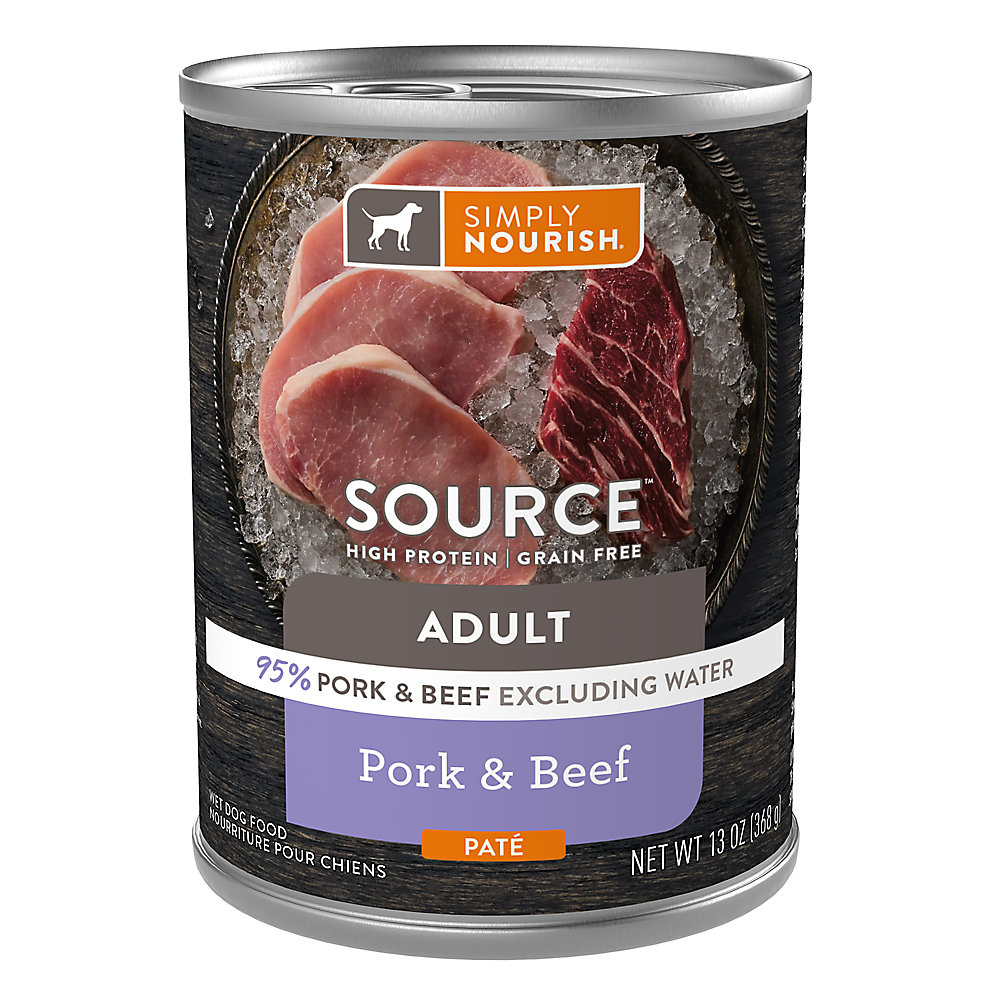 SIMPLY
NOURISH®
SOURCE™
HIGH PROTEIN | GRAIN FREE
ADULT
95% PORK & BEEF EXCLUDING WATER
Pork & Beef
PATÉ
WET DOG FOOD
NOURRITURE POUR CHIENS
NET WT 13 OZ (368 g)